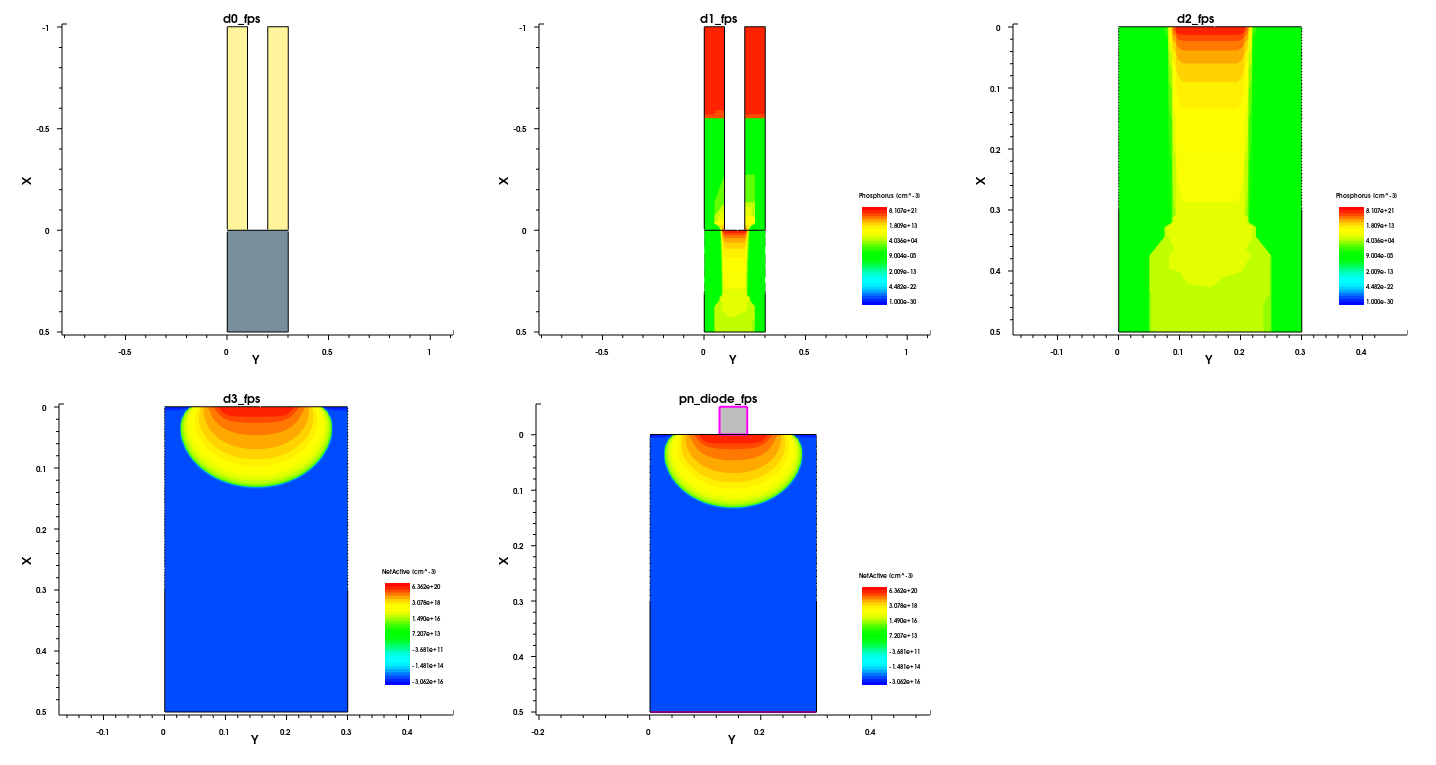 d0_fps
-1
-0.5
0
0.5
X
-0.5
0
0.5
1
Y
d1_fps
-1
-0.5
0
0.5
X
-0.5
0
0.5
1
Y
Phosphorus (cm^-3)
8.107e+21
1.809e+13
4.036e+04
9.004e-05
2.009e-13
4.482e-22
1.000e-30
d2_fps
0
0.1
0.2
0.3
0.4
0.5
X
-0.1
0
0.1
0.2
0.3
0.4
Y
Phosphorus (cm^-3)
8.107e+21
1.809e+13
4.036e+04
9.004e-05
2.009e-13
4.482e-22
1.000e-30
d3_fps
0
0.1
0.2
0.3
0.4
0.5
X
-0.1
0
0.1
0.2
0.3
0.4
Y
NetActive (cm^-3)
6.362e+20
3.078e+18
1.490e+16
7.207e+13
-3.681e+11
-1.481e+14
-3.062e+16
pn_diode_fps
0
0.1
0.2
0.3
0.4
0.5
X
-0.2
0
0.2
0.4
Y
NetActive (cm^-3)
6.362e+20
3.078e+18
1.490e+16
7.207e+13
-3.681e+11
-1.481e+14
-3.062e+16